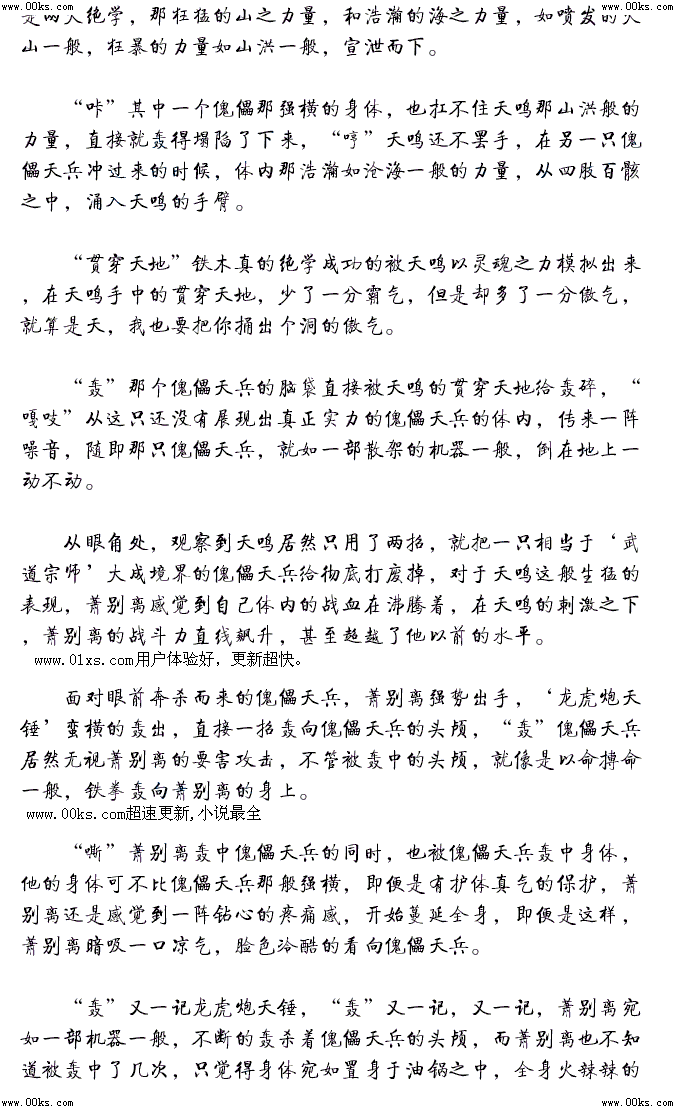 www.00ks.com www.00ks.com www.00ks.com
是两大绝学，那狂猛的山之力量，和浩瀚的海之力量，如喷发的火
山一般，狂暴的力量如山洪一般，宣泄而下。
“咔”其中一个傀儡那强横的身体，也扛不住天鸣那山洪般的
力量，直接就轰得塌陷了下来，“哼”天鸣还不罢手，在另一只傀
儡天兵冲过来的时候，体内那浩瀚如沧海一般的力量，从四肢百骸
之中，涌入天鸣的手臂。
“贯穿天地”铁木真的绝学成功的被天鸣以灵魂之力模拟出来
，在天鸣手中的贯穿天地，少了一分霸气，但是却多了一分傲气，
就算是天，我也要把你捅出个洞的傲气。
“轰”那个傀儡天兵的脑袋直接被天鸣的贯穿天地给轰碎，“
嘎吱”从这只还没有展现出真正实力的傀儡天兵的体内，传来一阵
噪音，随即那只傀儡天兵，就如一部散架的机器一般，倒在地上一
动不动。
从眼角处，观察到天鸣居然只用了两招，就把一只相当于‘武
道宗师’大成境界的傀儡天兵给彻底打废掉，对于天鸣这般生猛的
表现，萧别离感觉到自己体内的战血在沸腾着，在天鸣的刺激之下
，萧别离的战斗力直线飙升，甚至超越了他以前的水平。
www.01xs.com用户体验好，更新超快。
面对眼前奔杀而来的傀儡天兵，萧别离强势出手，‘龙虎炮天
锤’蛮横的轰出，直接一招轰向傀儡天兵的头颅，“轰”傀儡天兵
居然无视萧别离的要害攻击，不管被轰中的头颅，就像是以命搏命
一般，铁拳轰向萧别离的身上。
www.00ks.com超速更新,小说最全
“嘶”萧别离轰中傀儡天兵的同时，也被傀儡天兵轰中身体，
他的身体可不比傀儡天兵那般强横，即便是有护体真气的保护，萧
别离还是感觉到一阵钻心的疼痛感，开始蔓延全身，即便是这样，
萧别离暗吸一口凉气，脸色冷酷的看向傀儡天兵。
“轰”又一记龙虎炮天锤，“轰”又一记，又一记，萧别离宛
如一部机器一般，不断的轰杀着傀儡天兵的头颅，而萧别离也不知
道被轰中了几次，只觉得身体宛如置身于油锅之中，全身火辣辣的
www.00ks.com www.00ks.com www.00ks.com